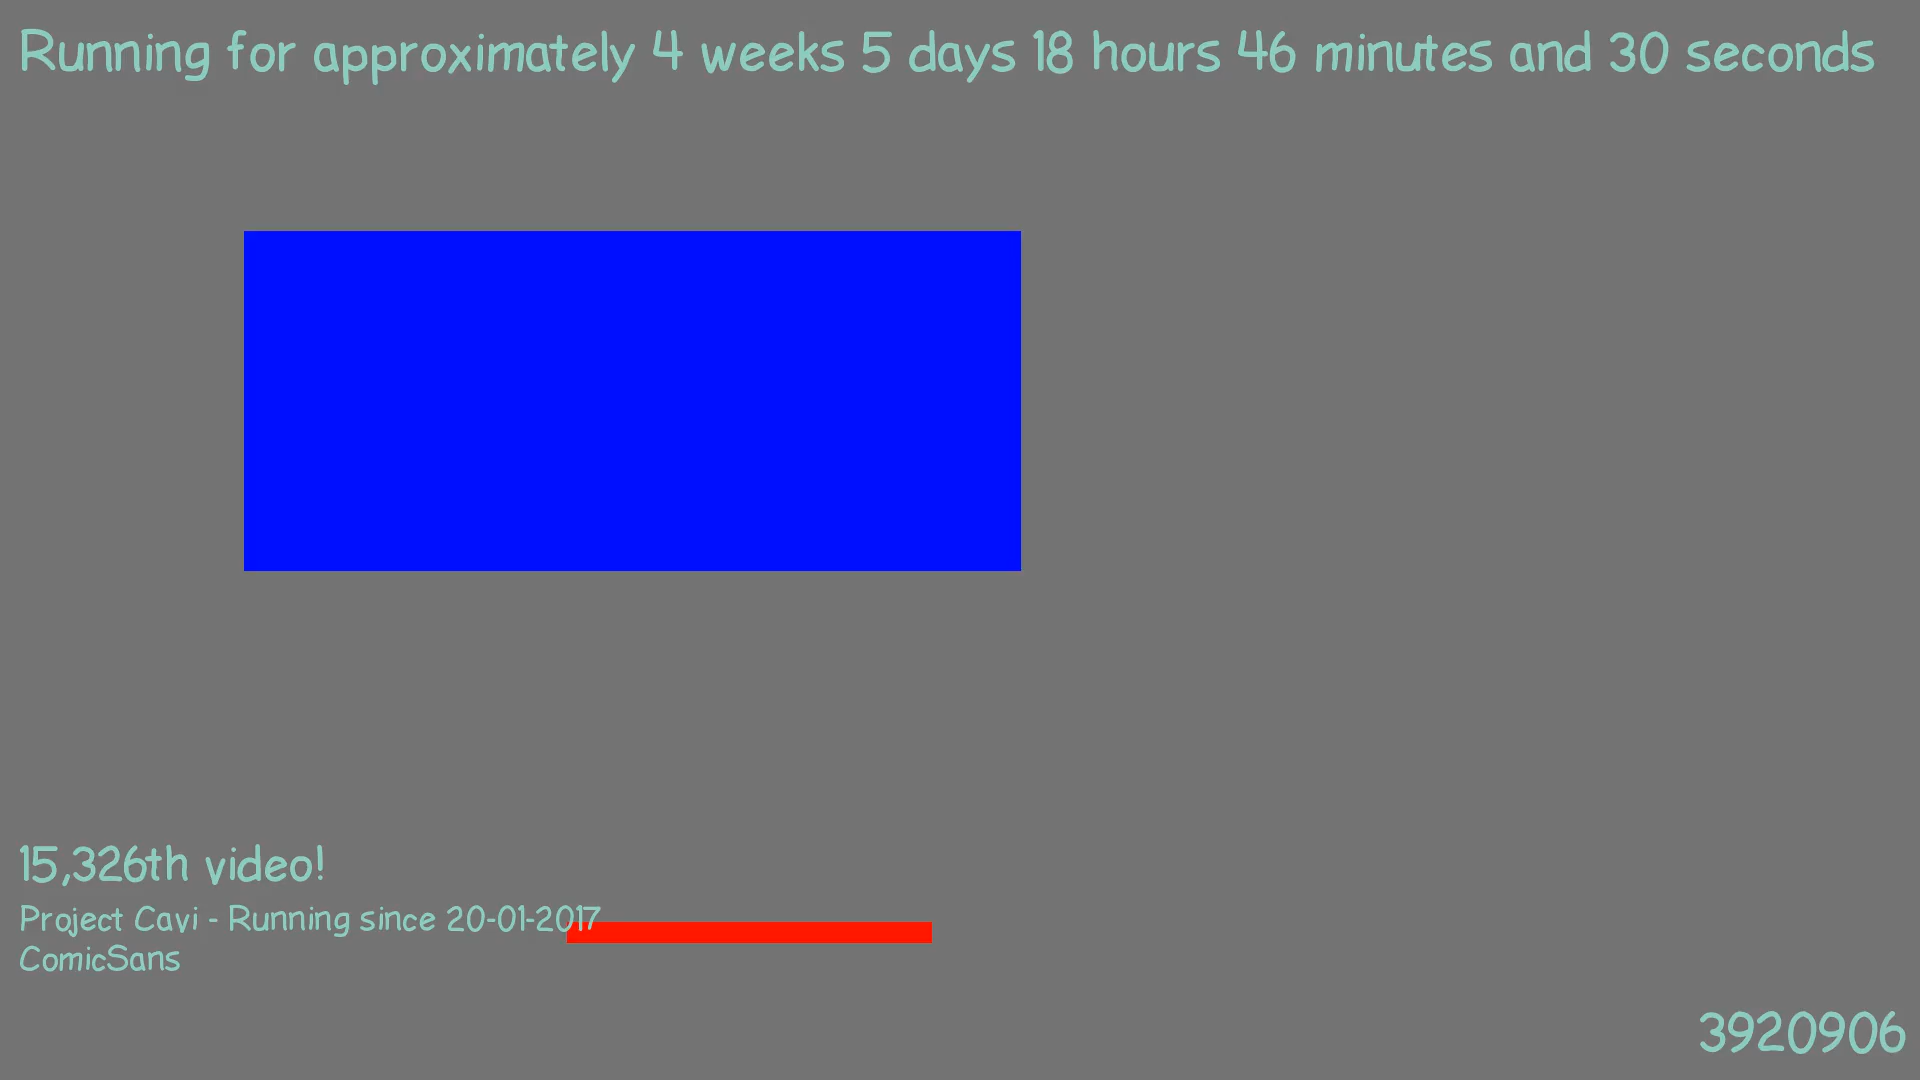 Running for approximately 4 weeks 5 days 18 hours 46 minutes and 30 seconds
15,326th video!
Project Cavi - Running since 20-01-2017
ComicSans
3920906